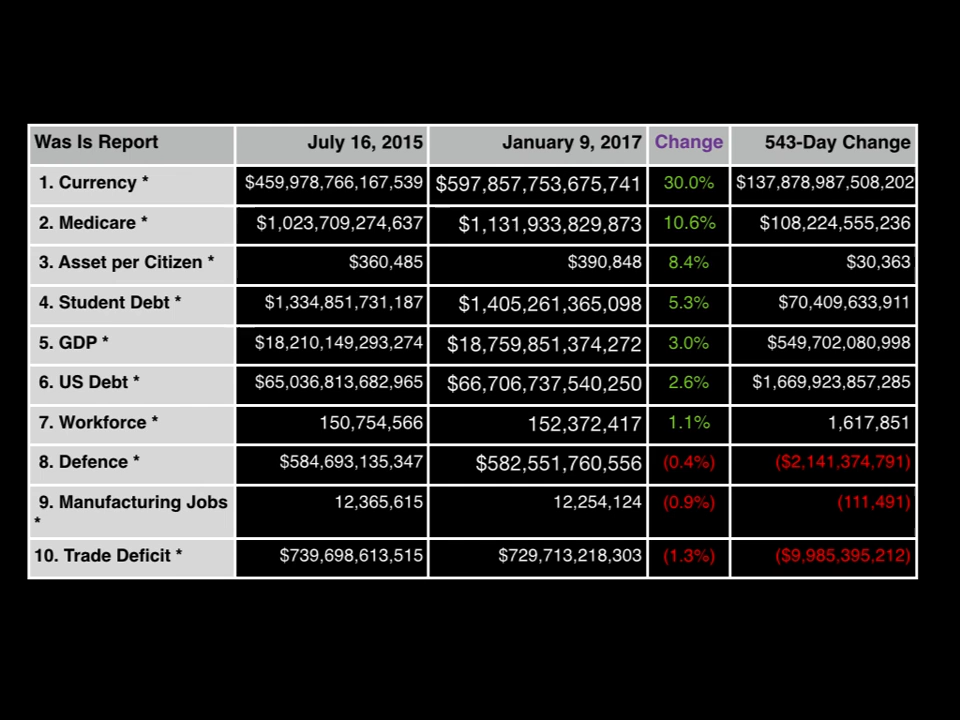 Was Is Report July 16, 2015 January 9, 2017 Change 543-Day Change
1. Currency * $459,978,766,167,539 $597,857,753,675,741 30.0% $137,878,987,508,202
2. Medicare * $1,023,709,274,637 $1,131,933,829,873 10.6% $108,224,555,236
3. Asset per Citizen * $360,485 $390,848 8.4% $30,363
4. Student Debt * $1,334,851,731,187 $1,405,261,365,098 5.3% $70,409,633,911
5. GDP * $18,210,149,293,274 $18,759,851,374,272 3.0% $549,702,080,998
6. US Debt * $65,036,813,682,965 $66,706,737,540,250 2.6% $1,669,923,857,285
7. Workforce * 150,754,566 152,372,417 1.1% 1,617,851
8. Defence * $584,693,135,347 $582,551,760,556 (0.4%) ($2,141,374,791)
9. Manufacturing Jobs 12,365,615 12,254,124 (0.9%) (111,491)
*
10. Trade Deficit * $739,698,613,515 $729,713,218,303 (1.3%) ($9,985,395,212)